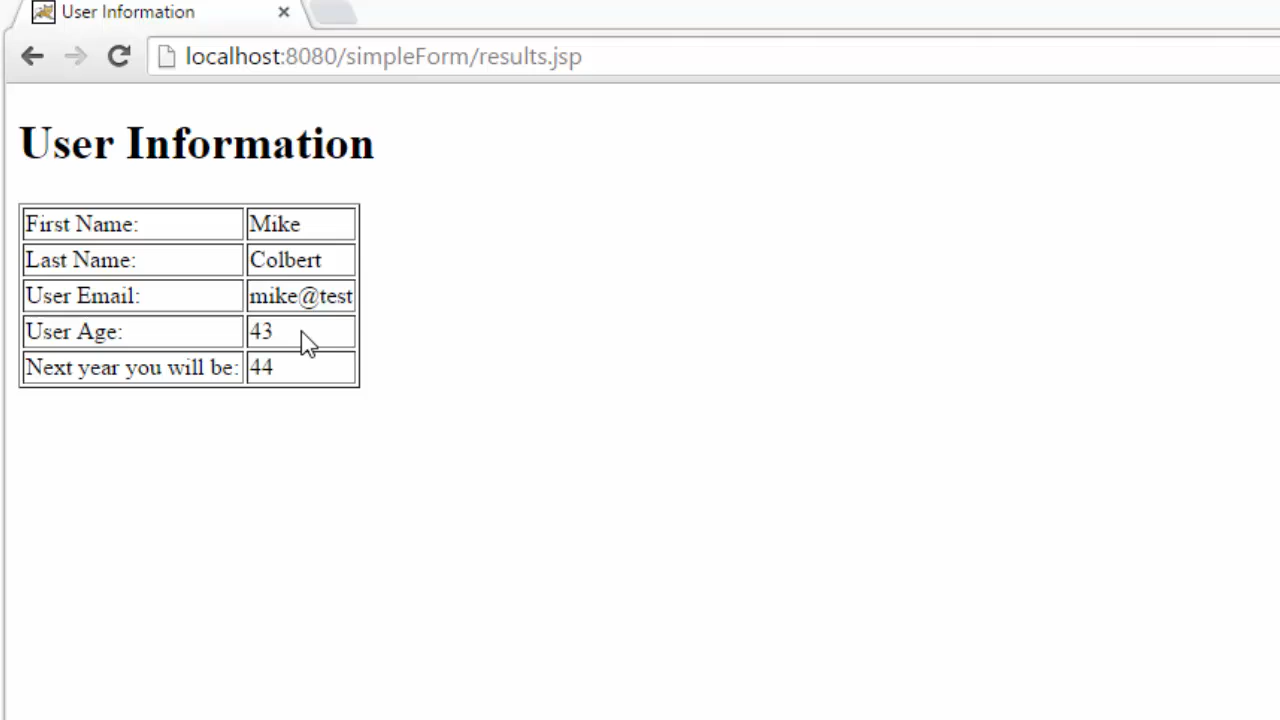 User Information
localhost:8080/simpleForm/results.jsp
User Information
First Name: Mike
Last Name: Colbert
User Email: mike@test
User Age: 43
Next year you will be: 44